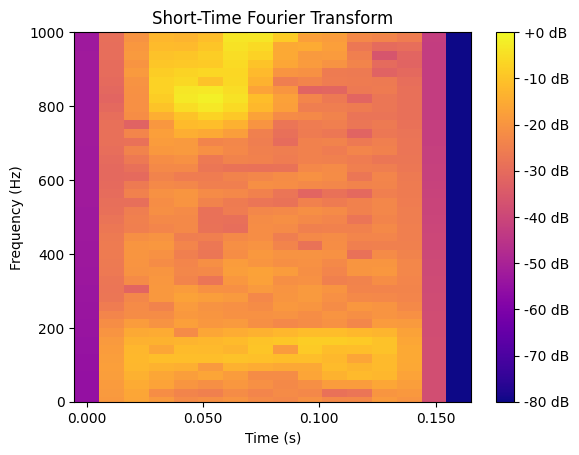 Short-Time Fourier Transform
1000
800
600
400
200
0
Frequency (Hz)
0.000
0.050
0.100
0.150
Time (s)
+0 dB
-10 dB
-20 dB
-30 dB
-40 dB
-50 dB
-60 dB
-70 dB
-80 dB